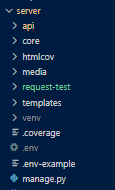 server
api
core
htmlcov
media
request-test
templates
venv
.coverage
.env
.env-example
manage.py